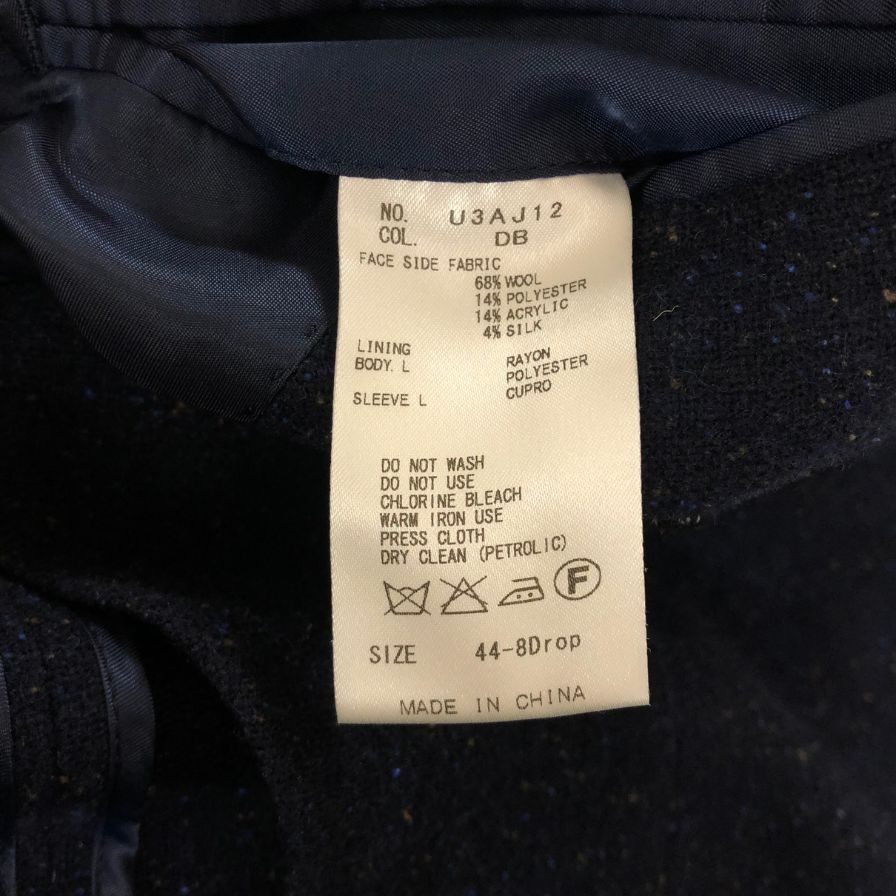 NO. U3AJ12
COL. DB
FACE SIDE FABRIC
68% WOOL
14% POLYESTER
14% ACRYLIC
4% SILK
LINING
BODY. L RAYON
POLYESTER
SLEEVE L CUPRO
DO NOT WASH
DO NOT USE
CHLORINE BLEACH
WARM IRON USE
PRESS CLOTH
DRY CLEAN (PETROLIC)
F
SIZE 44-8Drop
MADE IN CHINA